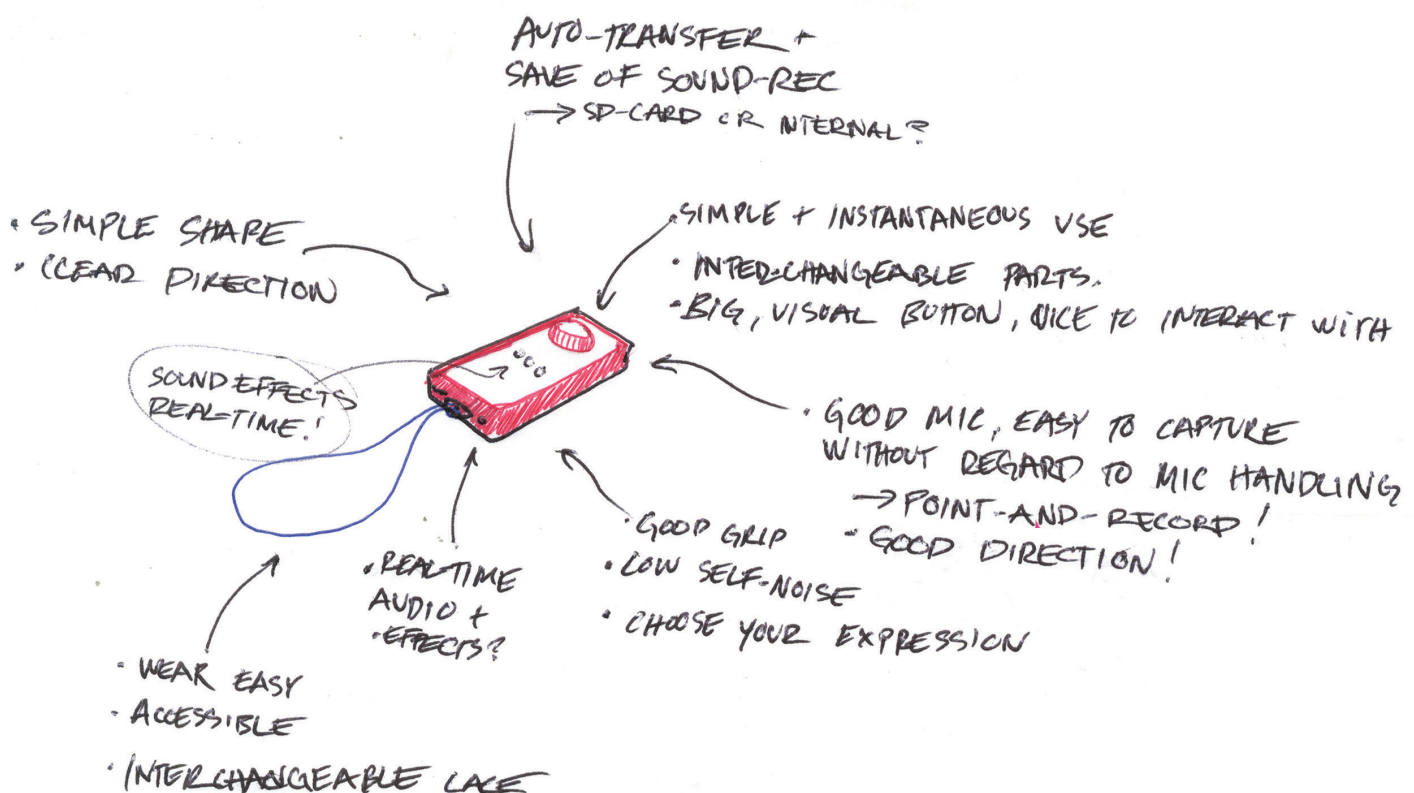 AUTO-TRANSFER +
SAVE OF SOUND-REC
→ SD-CARD OR INTERNAL?
• SIMPLE SHAPE
• CLEAR DIRECTION
• SIMPLE + INSTANTANEOUS USE
• INTER-CHANGEABLE PARTS.
• BIG, VISUAL BUTTON, NICE TO INTERACT WITH
SOUND EFFECTS
REAL-TIME!
• GOOD MIC, EASY TO CAPTURE
WITHOUT REGARD TO MIC HANDLING
→ POINT-AND-RECORD!
• GOOD DIRECTION!
• REAL-TIME
AUDIO +
• EFFECTS?
• GOOD GRIP
• LOW SELF-NOISE
• CHOOSE YOUR EXPRESSION
• WEAR EASY
• ACCESSIBLE
• INTERCHANGEABLE LACE